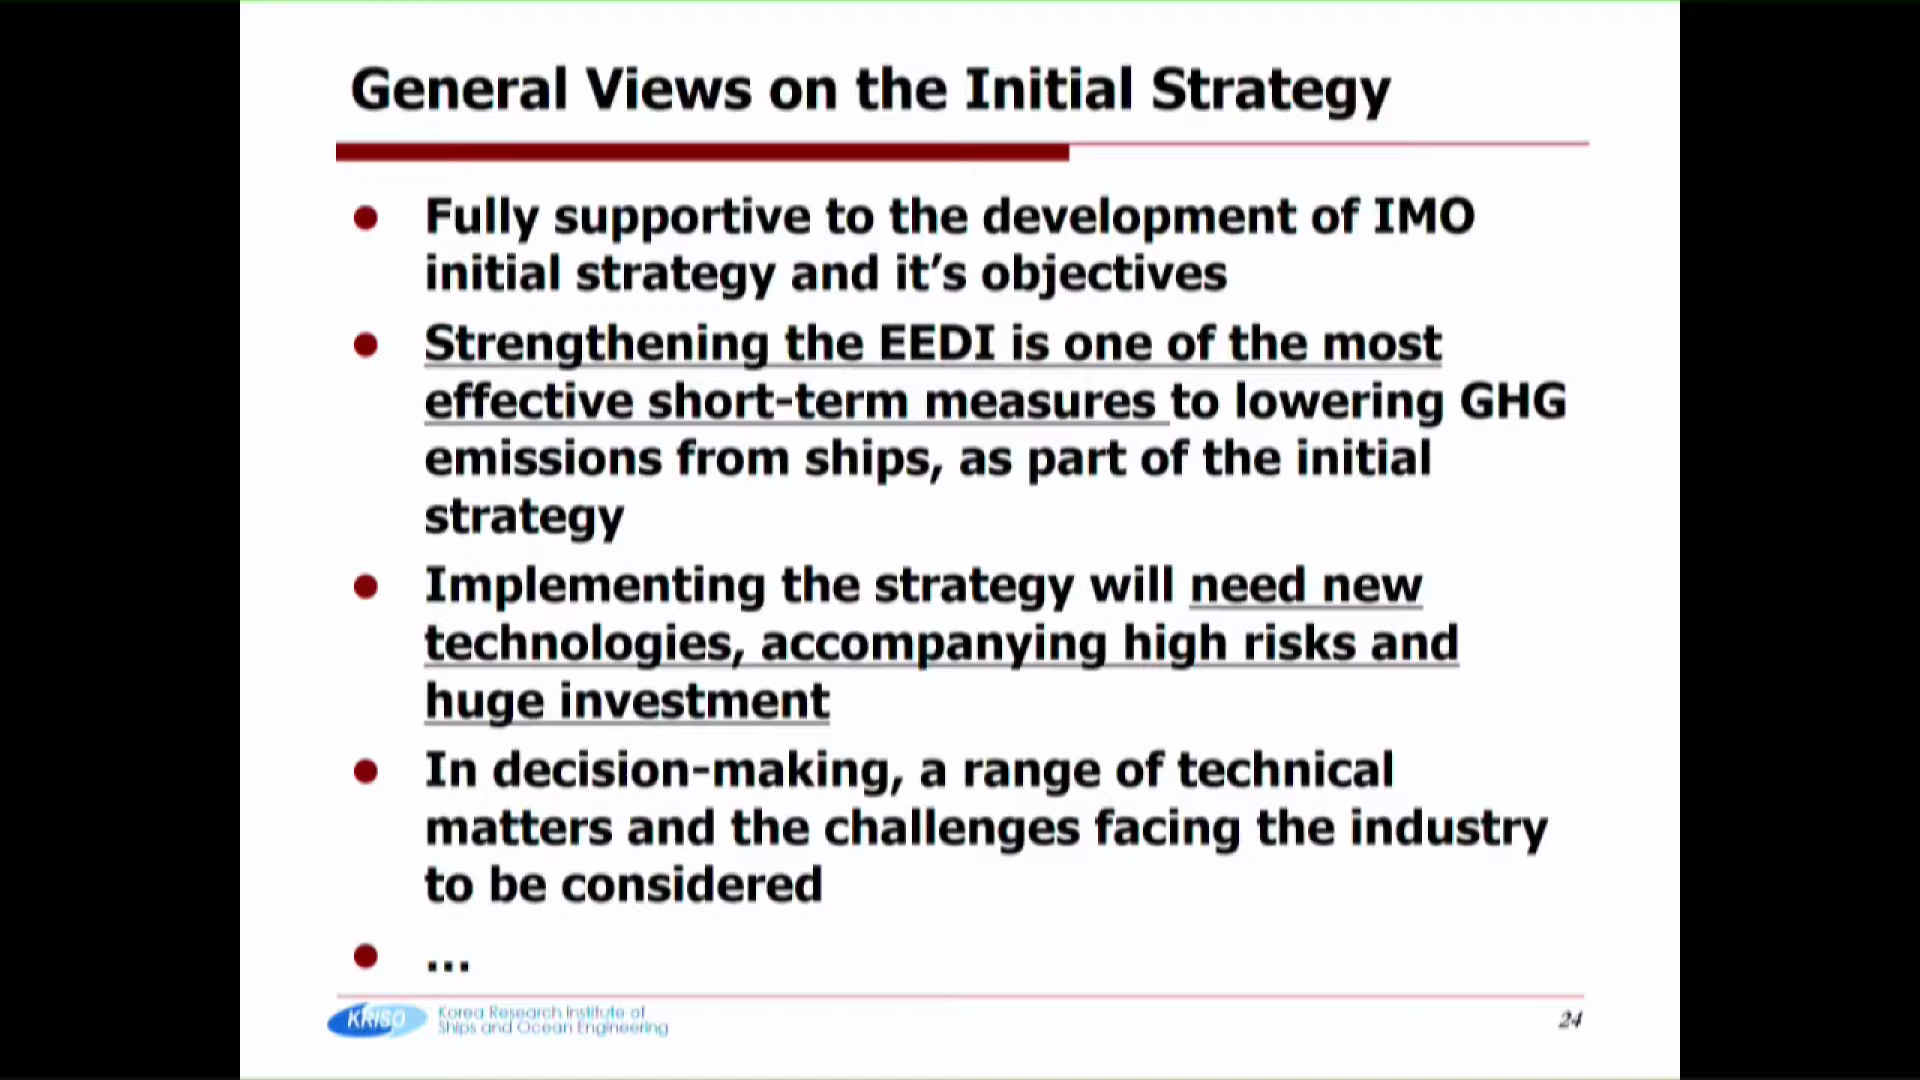 General Views on the Initial Strategy
● Fully supportive to the development of IMO
initial strategy and it’s objectives
● Strengthening the EEDI is one of the most
effective short-term measures to lowering GHG
emissions from ships, as part of the initial
strategy
● Implementing the strategy will need new
technologies, accompanying high risks and
huge investment
● In decision-making, a range of technical
matters and the challenges facing the industry
to be considered
● ...
KRISO
Korea Research Institute of
Ships and Ocean Engineering
24